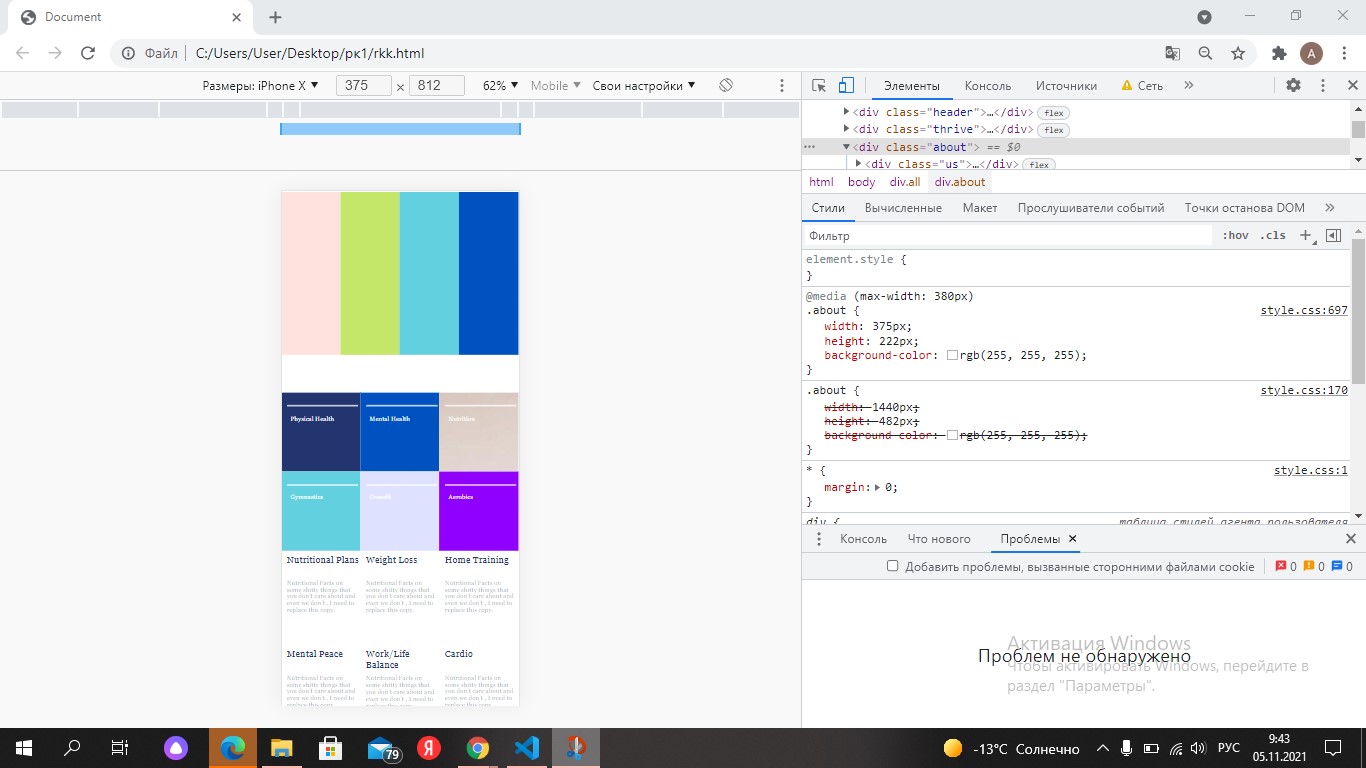 Document
Файл
C:/Users/User/Desktop/рк1/rkk.html
A
Размеры: iPhone X ▼ 375 × 812 62% ▼ Mobile ▼ Свои настройки ▼
Элементы Консоль Источники Сеть »
<div class="header">…</div> flex
<div class="thrive">…</div> flex
… <div class="about"> == $0
<div class="us">…</div> flex
html body div.all div.about
Стили Вычисленные Макет Прослушиватели событий Точки останова DOM »
Фильтр :hov .cls +
element.style {
}
@media (max-width: 380px)
.about { style.css:697
width: 375px;
height: 222px;
background-color: rgb(255, 255, 255);
}
.about { style.css:170
width: 1440px;
height: 482px;
background-color: rgb(255, 255, 255);
}
* { style.css:1
margin: 0;
}
div { таблица стилей агента пользователя
Консоль Что нового Проблемы
Добавить проблемы, вызванные сторонними файлами cookie 0 0 0
Проблем не обнаружено
Активация Windows
Чтобы активировать Windows, перейдите в
раздел "Параметры".
Physical Health Mental Health Nutrition
Gymnastics Crossfit Aerobics
Nutritional Plans Weight Loss Home Training
Nutritional Facts on
some shitty things that
you don't care about and
even we don't , I need to
replace this copy.
Nutritional Facts on
some shitty things that
you don't care about and
even we don't , I need to
replace this copy.
Nutritional Facts on
some shitty things that
you don't care about and
even we don't , I need to
replace this copy.
Mental Peace
Work/Life
Balance
Cardio
Nutritional Facts on
some shitty things that
you don't care about and
even we don't , I need to
replace this copy.
Nutritional Facts on
some shitty things that
you don't care about and
even we don't , I need to
replace this copy.
Nutritional Facts on
some shitty things that
you don't care about and
even we don't , I need to
replace this copy.
79
Я
-13°C Солнечно
РУС
9:43
05.11.2021